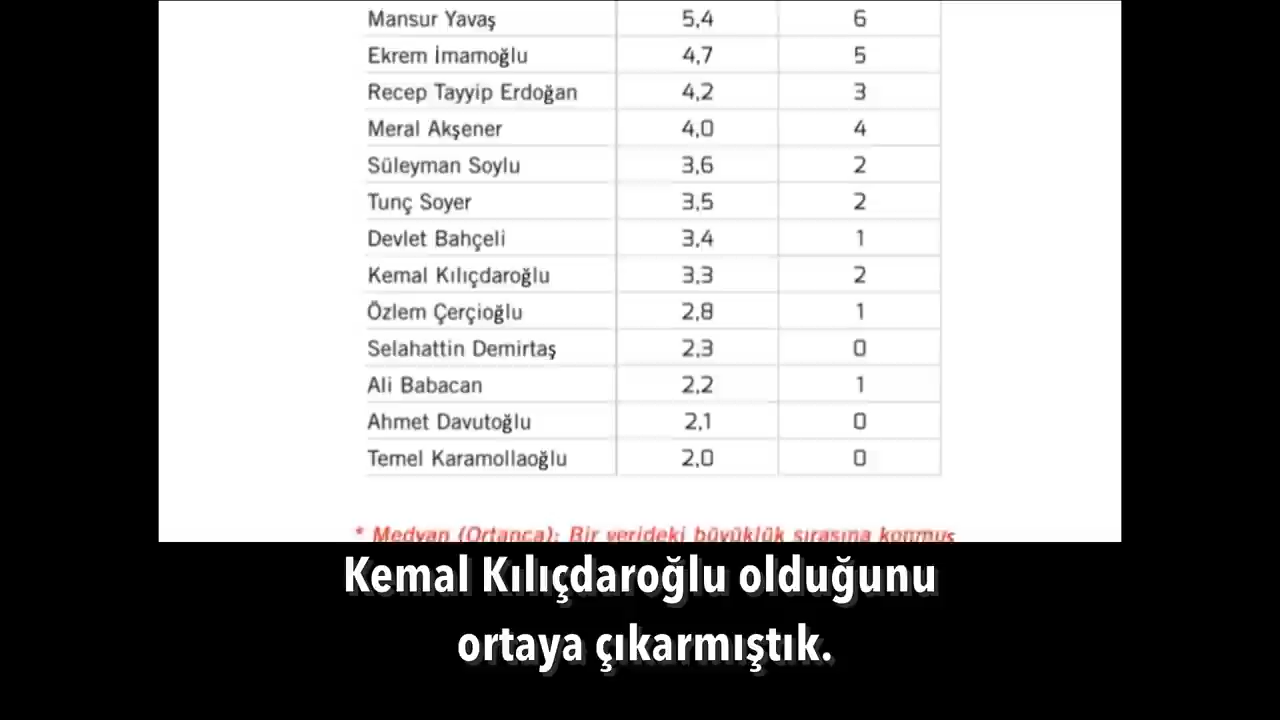 Mansur Yavaş 5,4 6
Ekrem İmamoğlu 4,7 5
Recep Tayyip Erdoğan 4,2 3
Meral Akşener 4,0 4
Süleyman Soylu 3,6 2
Tunç Soyer 3,5 2
Devlet Bahçeli 3,4 1
Kemal Kılıçdaroğlu 3,3 2
Özlem Çerçioğlu 2,8 1
Selahattin Demirtaş 2,3 0
Ali Babacan 2,2 1
Ahmet Davutoğlu 2,1 0
Temel Karamollaoğlu 2,0 0
* Medyan (Ortanca): Bir verideki büyüklük sırasına konmuş
Kemal Kılıçdaroğlu olduğunu
ortaya çıkarmıştık.